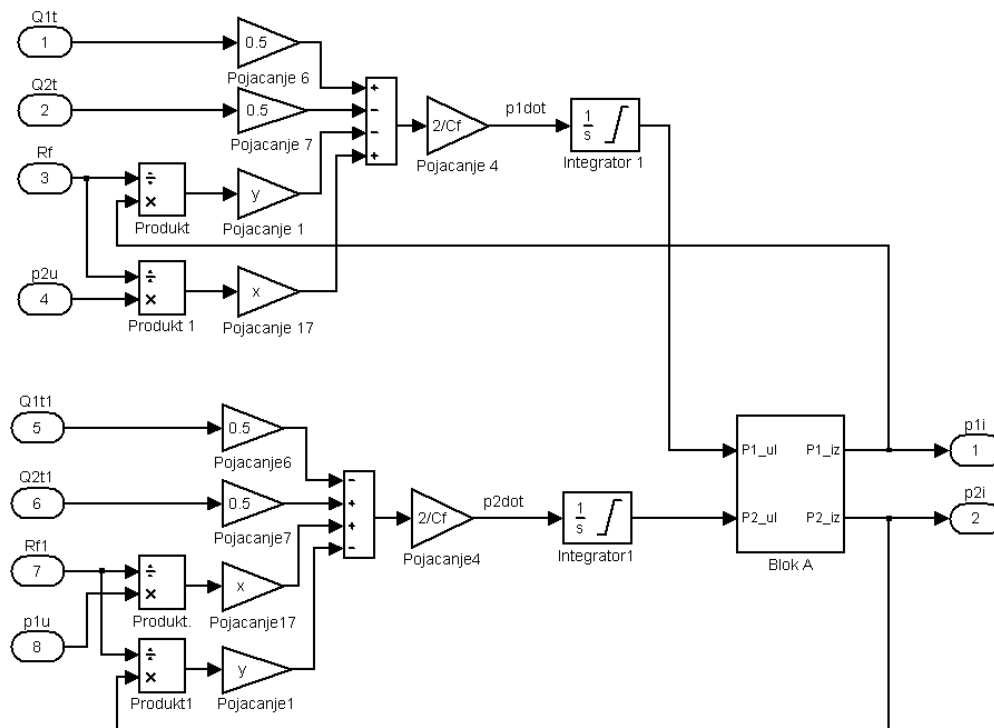 Q1t
1
0.5
Pojacanje 6
Q2t
2
0.5
Pojacanje 7
+
−
−
+
2/Cf
Pojacanje 4
p1dot
1
s
Integrator 1
Rf
3
÷
×
Produkt
y
Pojacanje 1
p2u
4
÷
×
Produkt 1
x
Pojacanje 17
Q1t1
5
0.5
Pojacanje6
Q2t1
6
0.5
Pojacanje7
−
+
+
−
2/Cf
Pojacanje4
p2dot
1
s
Integrator1
P1_ul
P1_iz
P2_ul
P2_iz
Blok A
p1i
1
p2i
2
Rf1
7
÷
×
Produkt.
x
Pojacanje17
p1u
8
÷
×
Produkt1
y
Pojacanje1